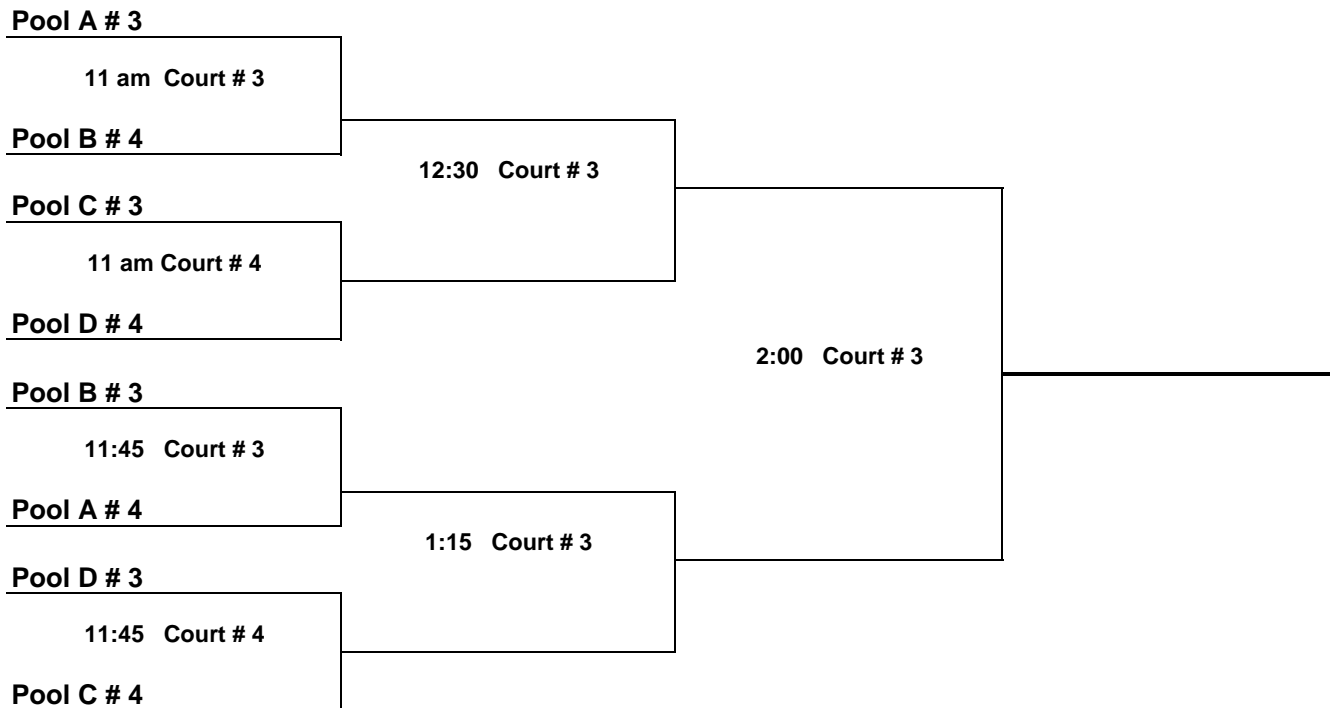 Pool A # 3
11 am  Court # 3
Pool B # 4
12:30   Court # 3
Pool C # 3
11 am Court # 4
Pool D # 4
2:00   Court # 3
Pool B # 3
11:45   Court # 3
Pool A # 4
1:15   Court # 3
Pool D # 3
11:45   Court # 4
Pool C # 4